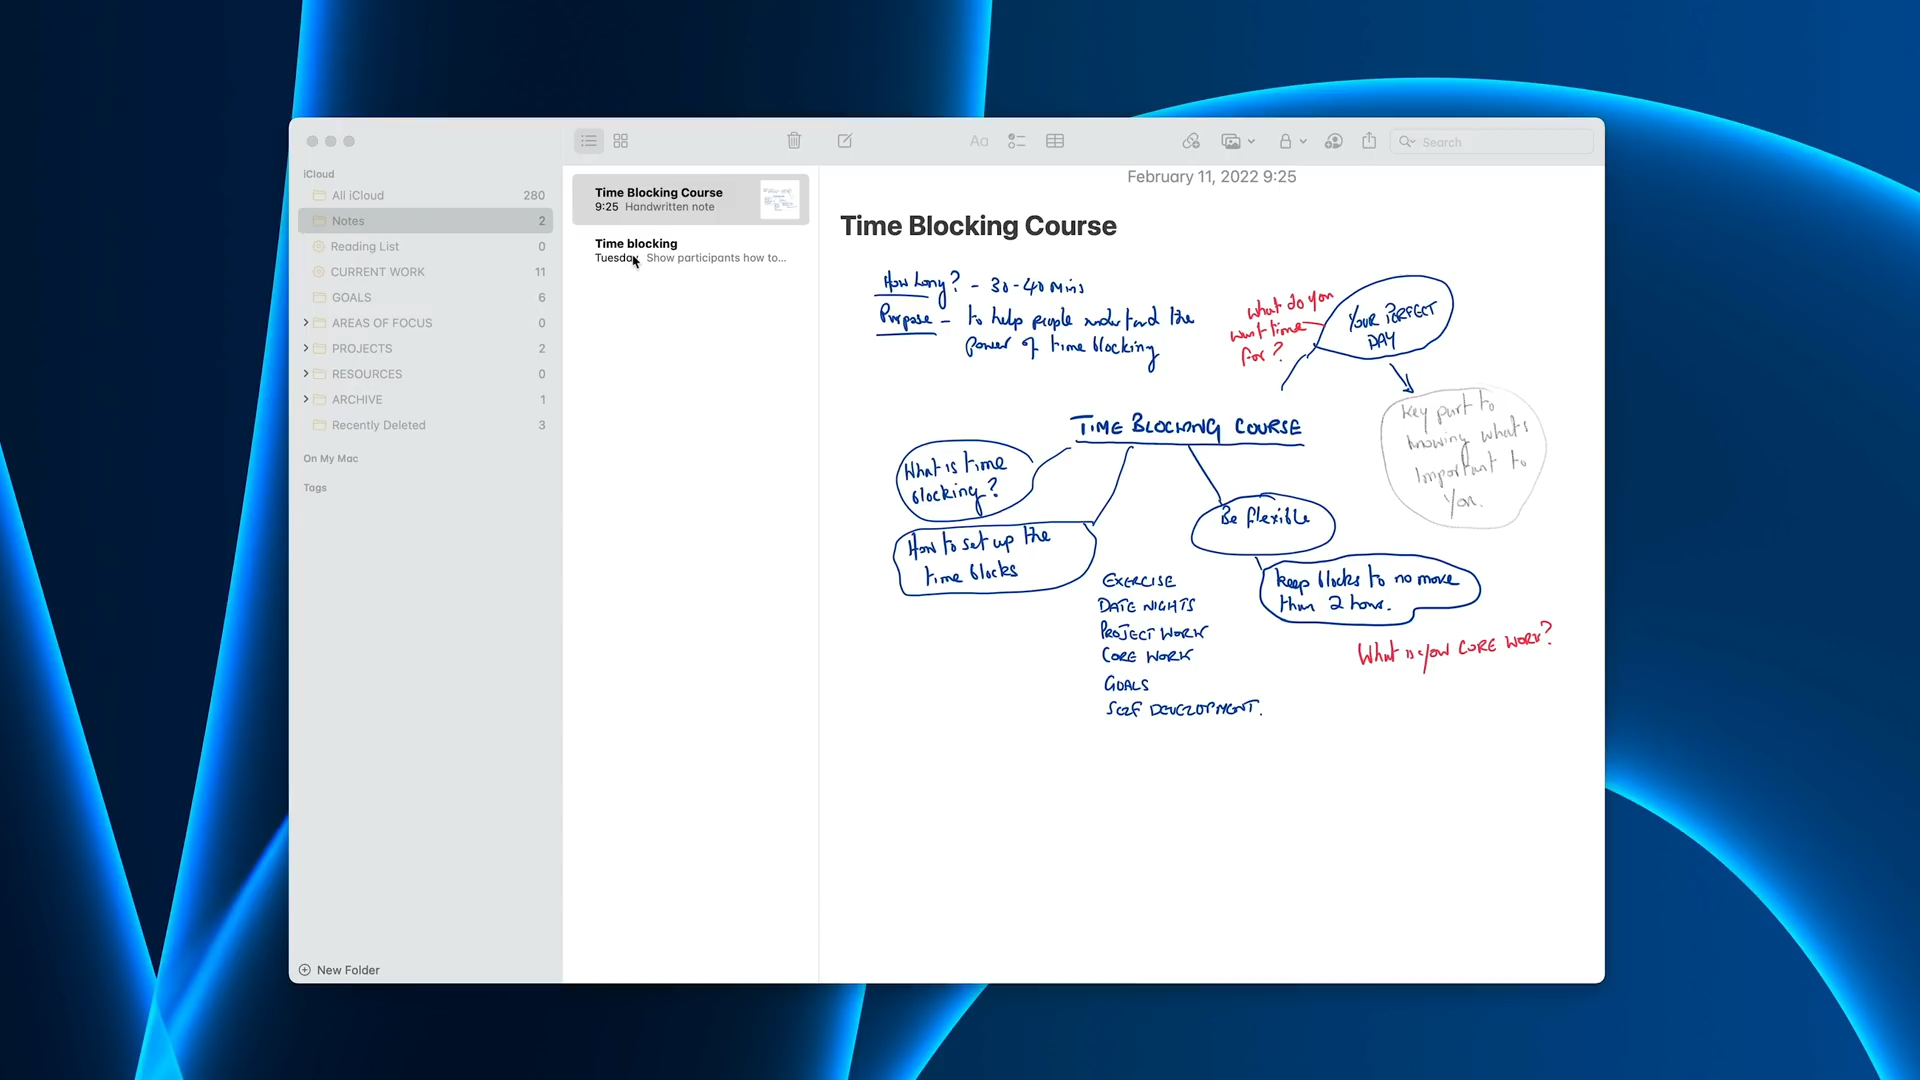 iCloud
All iCloud 280
Notes 2
Reading List 0
CURRENT WORK 11
GOALS 6
AREAS OF FOCUS 0
PROJECTS 2
RESOURCES 0
ARCHIVE 1
Recently Deleted 3
On My Mac
Tags
New Folder
Time Blocking Course
9:25 Handwritten note
Time blocking
Tuesday Show participants how to...
Aa
Search
February 11, 2022 9:25
Time Blocking Course
How Long? - 30-40 mins
Purpose - to help people understand the
power of time blocking
What do you
want time
for?
YOUR PERFECT
DAY
Key part to
knowing what's
important to
you.
TIME BLOCKING COURSE
What is time
blocking?
How to set up the
time blocks
Be flexible
keep blocks to no more
than 2 hours.
EXERCISE
DATE NIGHTS
PROJECT WORK
CORE WORK
GOALS
SELF DEVELOPMENT.
What is your CORE WORK?